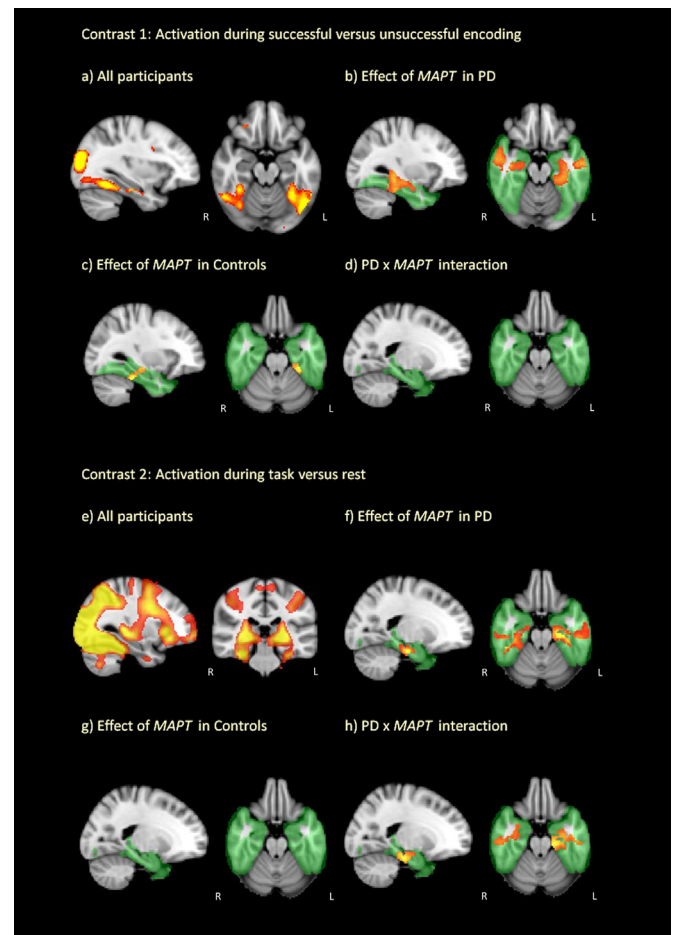 Contrast 1: Activation during successful versus unsuccessful encoding
a) All participants
b) Effect of MAPT in PD
R L
R L
c) Effect of MAPT in Controls
d) PD x MAPT interaction
R L
R L
Contrast 2: Activation during task versus rest
e) All participants
f) Effect of MAPT in PD
R L
R L
g) Effect of MAPT in Controls
h) PD x MAPT interaction
R L
R L